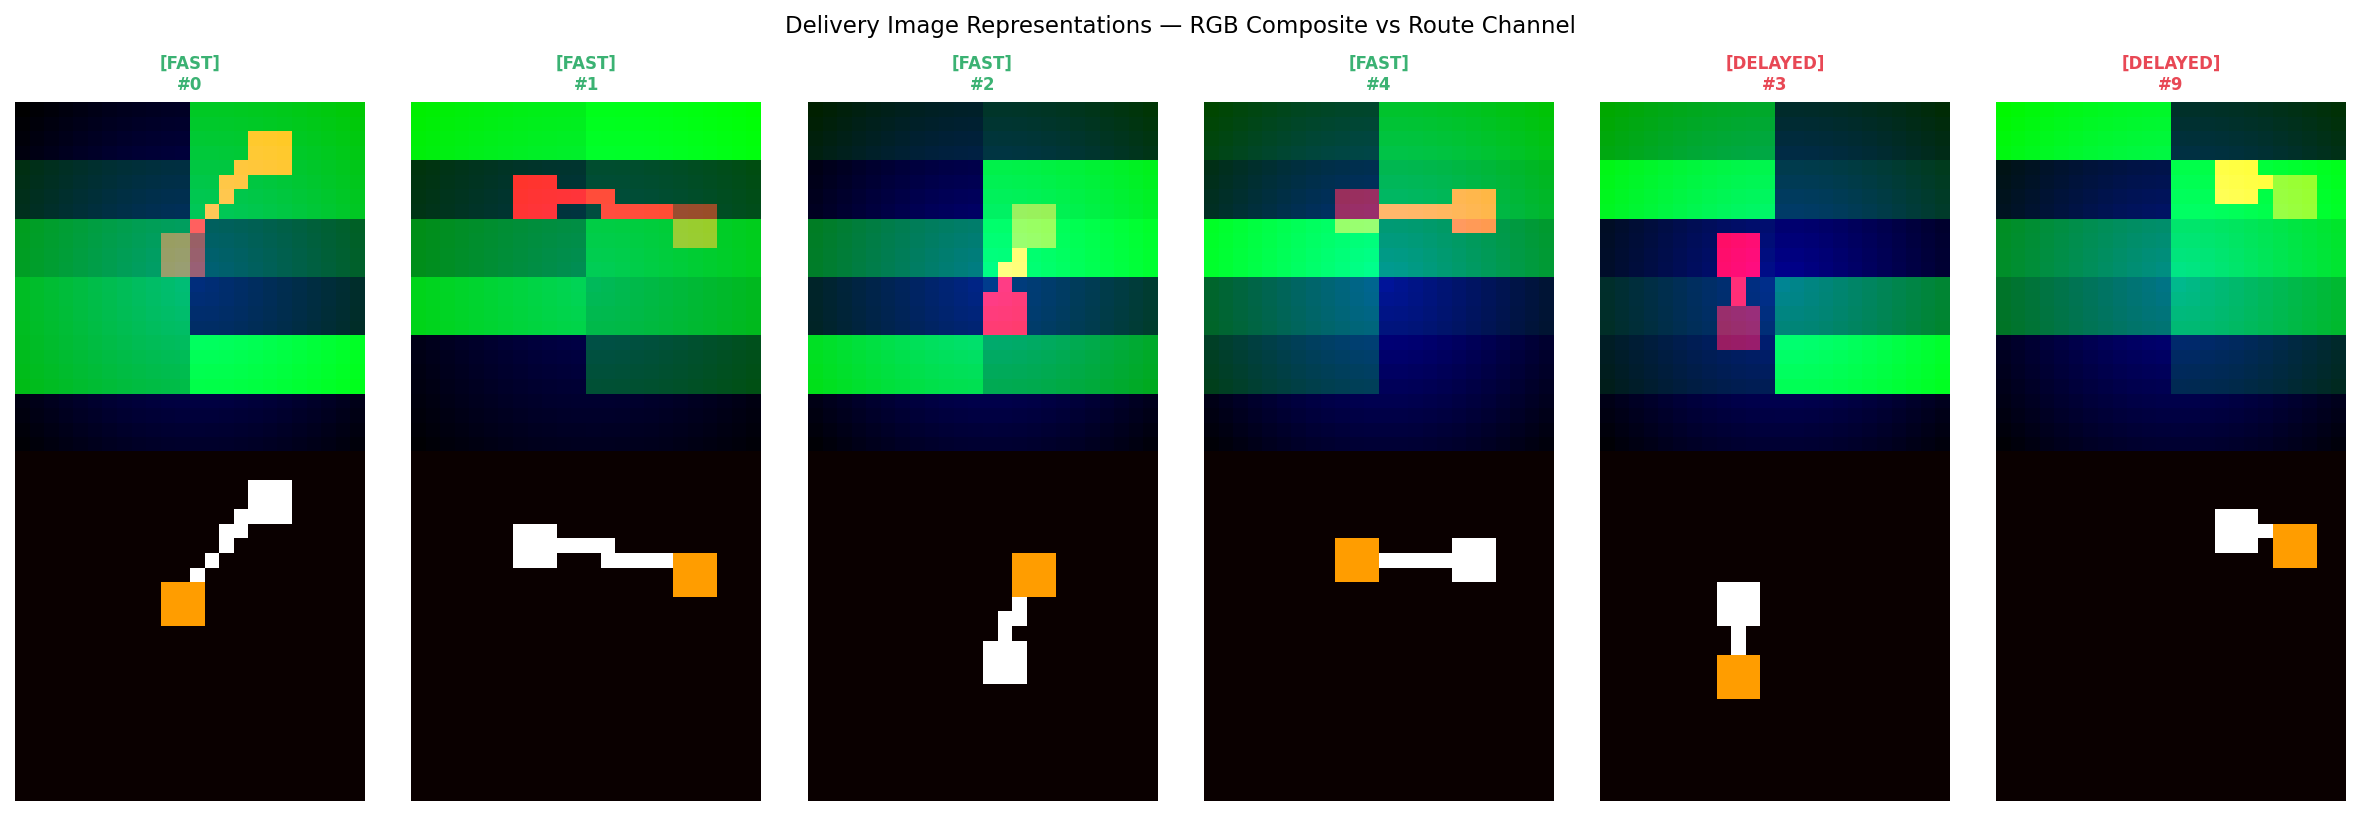 Delivery Image Representations — RGB Composite vs Route Channel
[FAST]
#0
[FAST]
#1
[FAST]
#2
[FAST]
#4
[DELAYED]
#3
[DELAYED]
#9